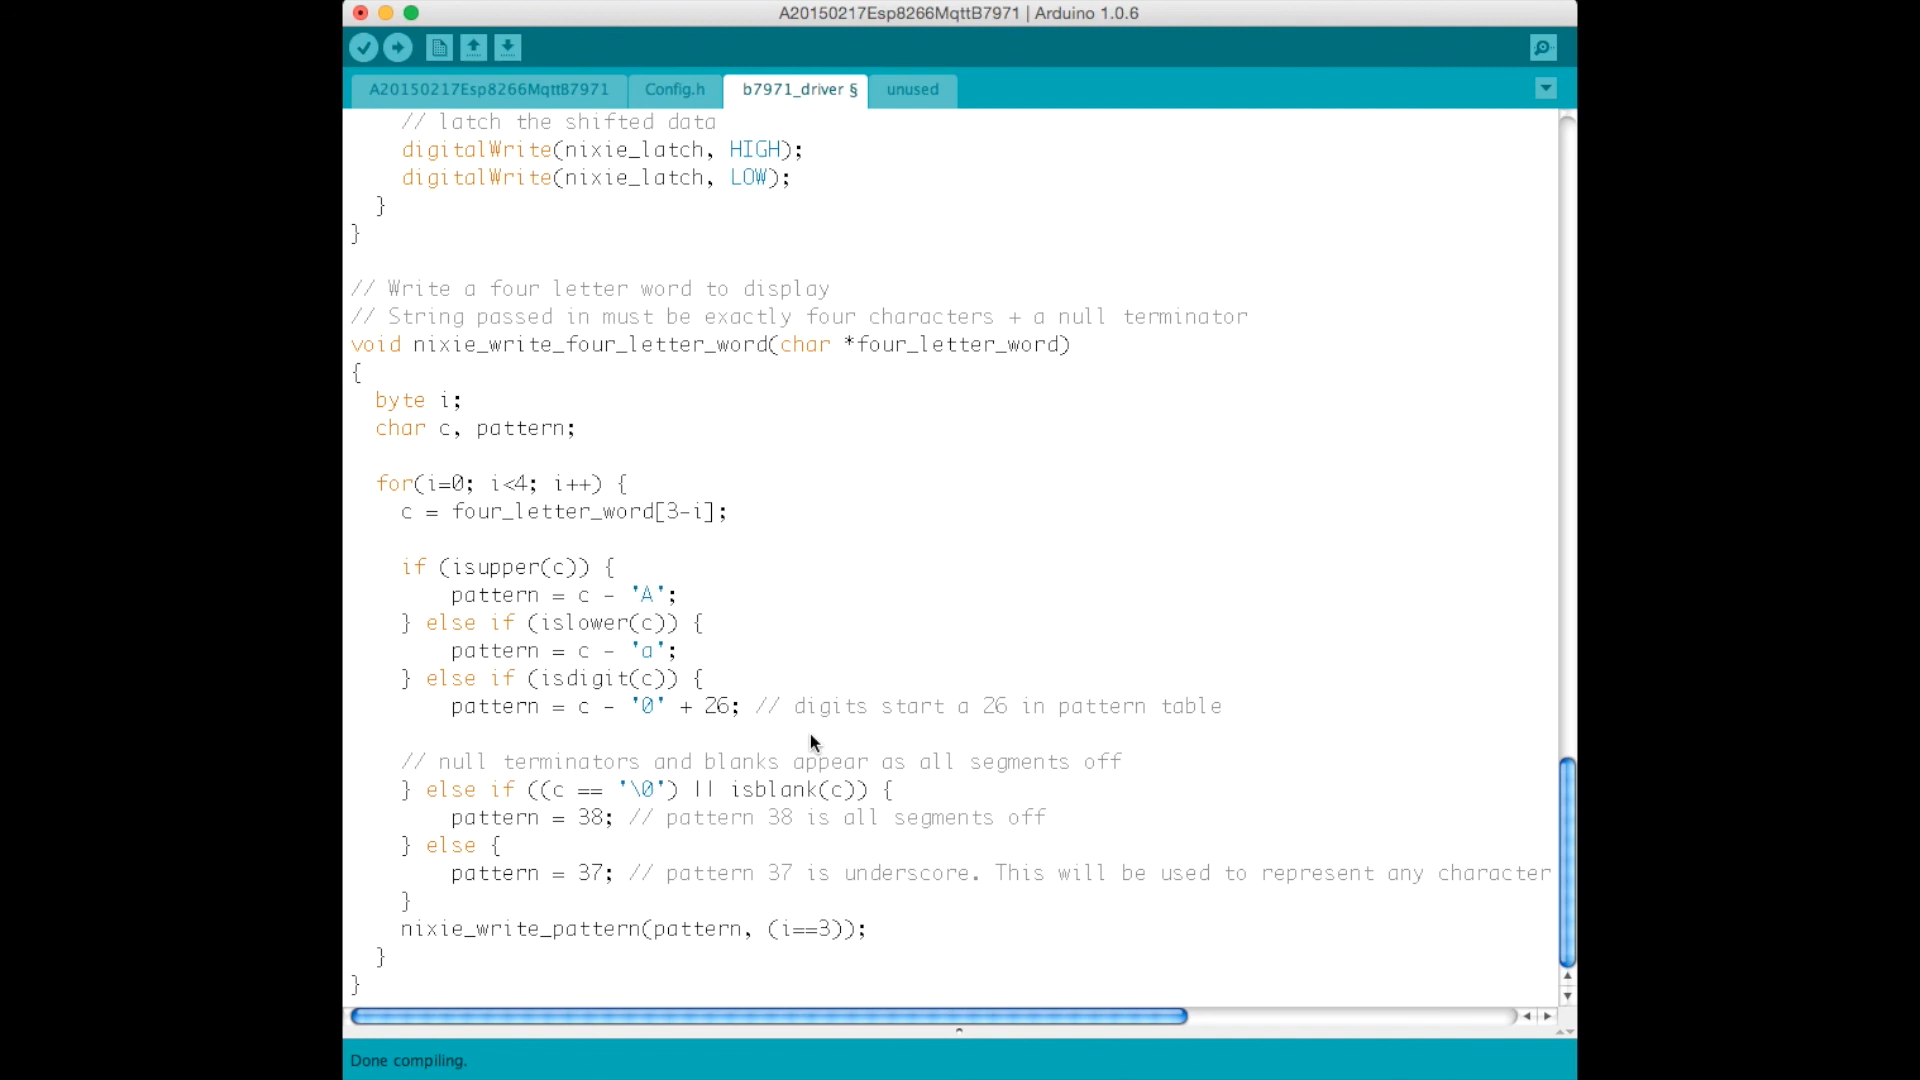 A20150217Esp8266MqttB7971 | Arduino 1.0.6
A20150217Esp8266MqttB7971 Config.h b7971_driver § unused
// latch the shifted data
digitalWrite(nixie_latch, HIGH);
digitalWrite(nixie_latch, LOW);
}
}
// Write a four letter word to display
// String passed in must be exactly four characters + a null terminator
void nixie_write_four_letter_word(char *four_letter_word)
{
byte i;
char c, pattern;
for(i=0; i<4; i++) {
c = four_letter_word[3-i];
if (isupper(c)) {
pattern = c - 'A';
} else if (islower(c)) {
pattern = c - 'a';
} else if (isdigit(c)) {
pattern = c - '0' + 26; // digits start a 26 in pattern table
// null terminators and blanks appear as all segments off
} else if ((c == '\0') || isblank(c)) {
pattern = 38; // pattern 38 is all segments off
} else {
pattern = 37; // pattern 37 is underscore. This will be used to represent any character
}
nixie_write_pattern(pattern, (i==3));
}
}
Done compiling.